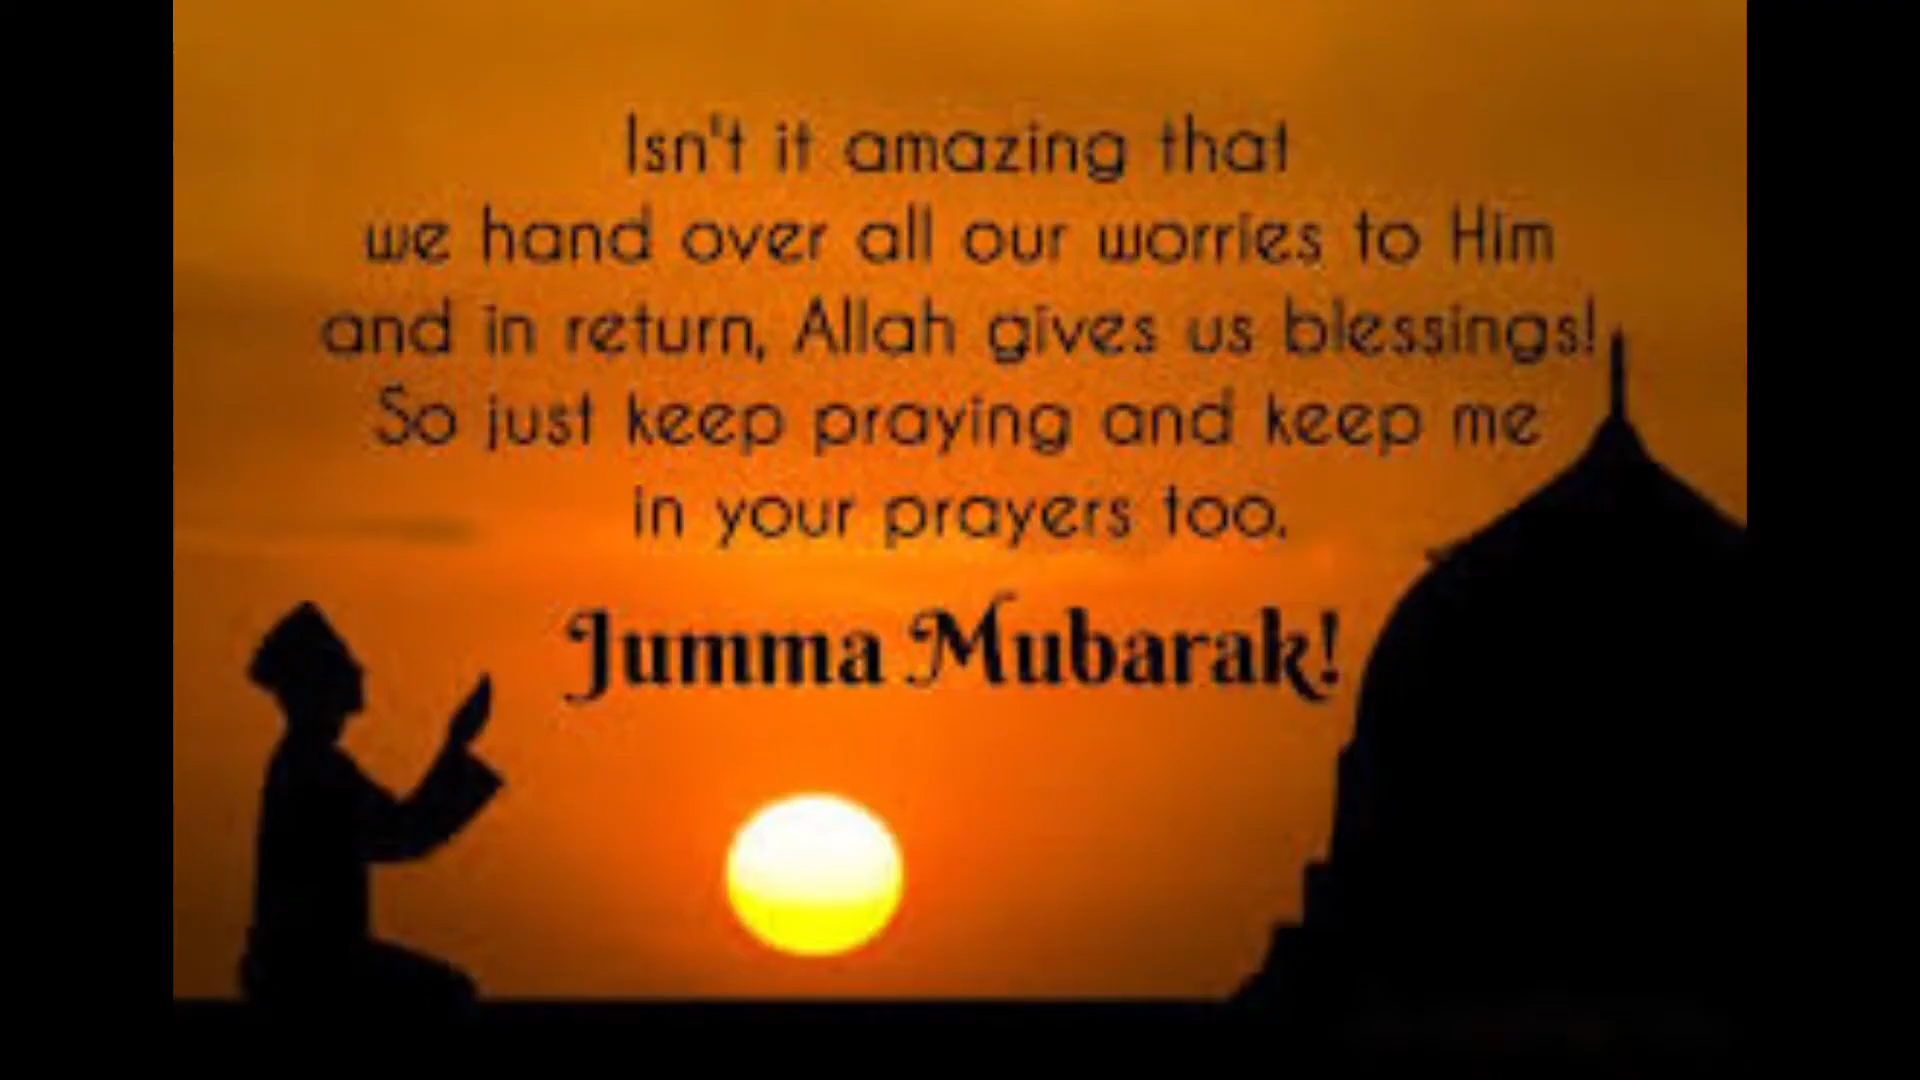 Isn't it amazing that
we hand over all our worries to Him
and in return, Allah gives us blessings!
So just keep praying and keep me
in your prayers too.
Jumma Mubarak!